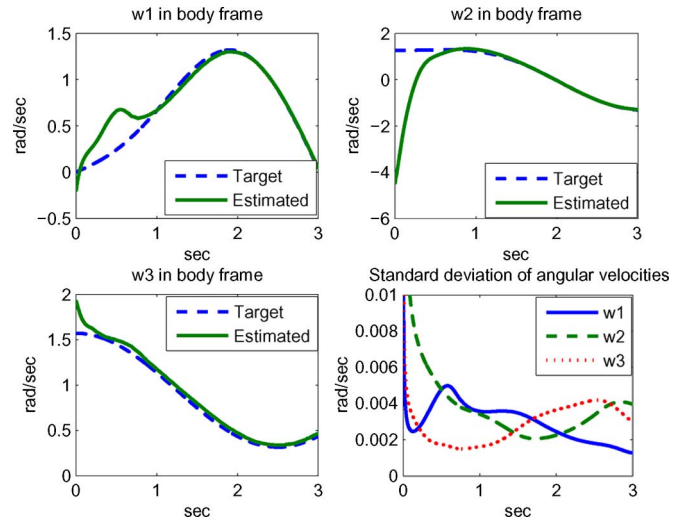 w1 in body frame
1.5
1
0.5
0
−0.5
rad/sec
Target
Estimated
0
1
2
3
sec
w2 in body frame
2
0
−2
−4
−6
rad/sec
Target
Estimated
0
1
2
3
sec
w3 in body frame
2
1.5
1
0.5
0
rad/sec
Target
Estimated
0
1
2
3
sec
Standard deviation of angular velocities
0.01
0.008
0.006
0.004
0.002
0
rad/sec
w1
w2
w3
0
1
2
3
sec